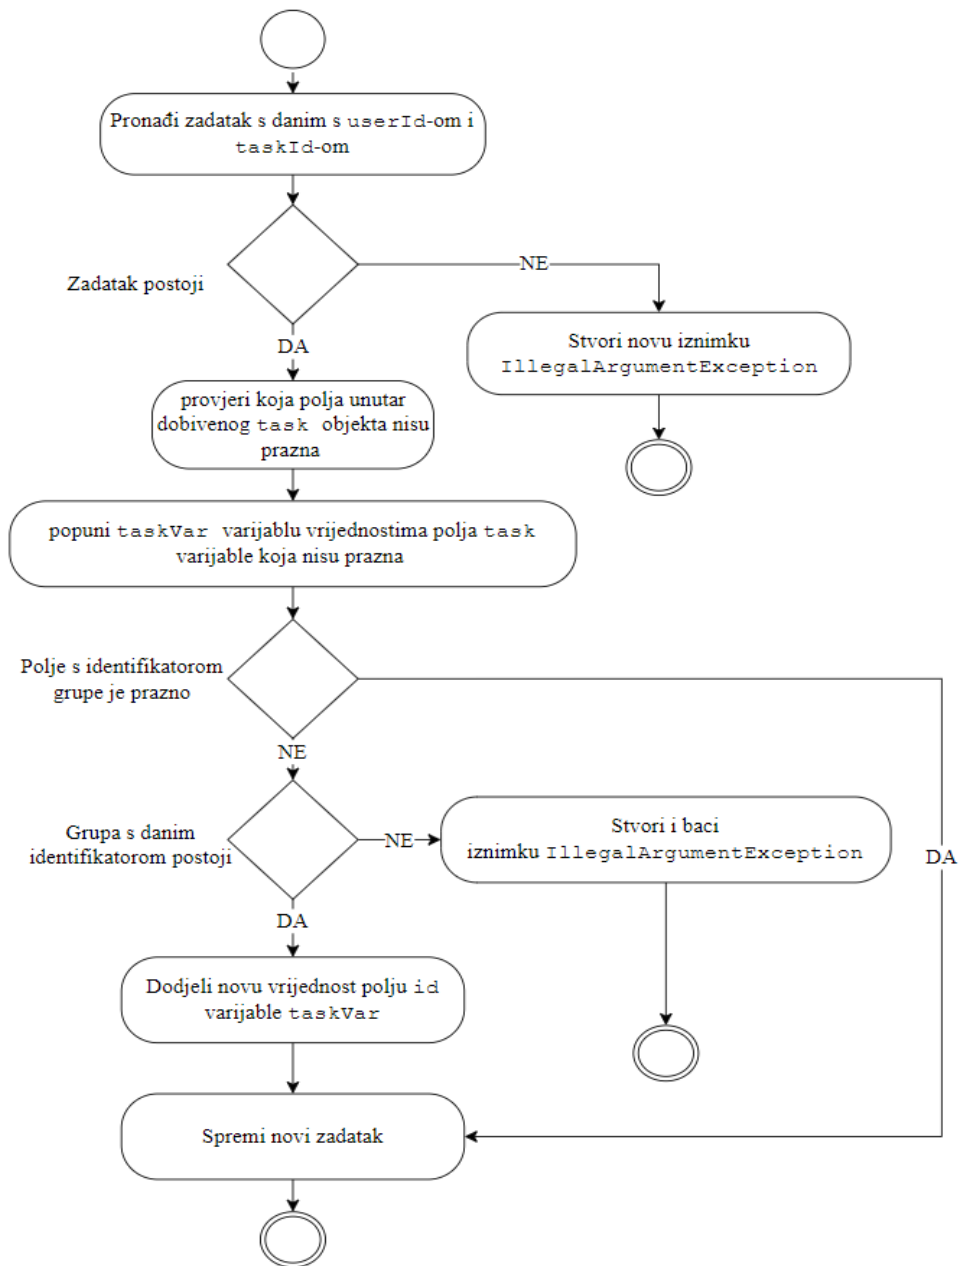 Pronađi zadatak s danim s userId-om i
taskId-om
Zadatak postoji
NE
Stvori novu iznimku
IllegalArgumentException
DA
provjeri koja polja unutar
dobivenog task objekta nisu
prazna
popuni taskVar varijablu vrijednostima polja task
varijable koja nisu prazna
Polje s identifikatorom
grupe je prazno
NE
Grupa s danim
identifikatorom postoji
NE
Stvori i baci
iznimku IllegalArgumentException
DA
DA
Dodjeli novu vrijednost polju id
varijable taskVar
Spremi novi zadatak